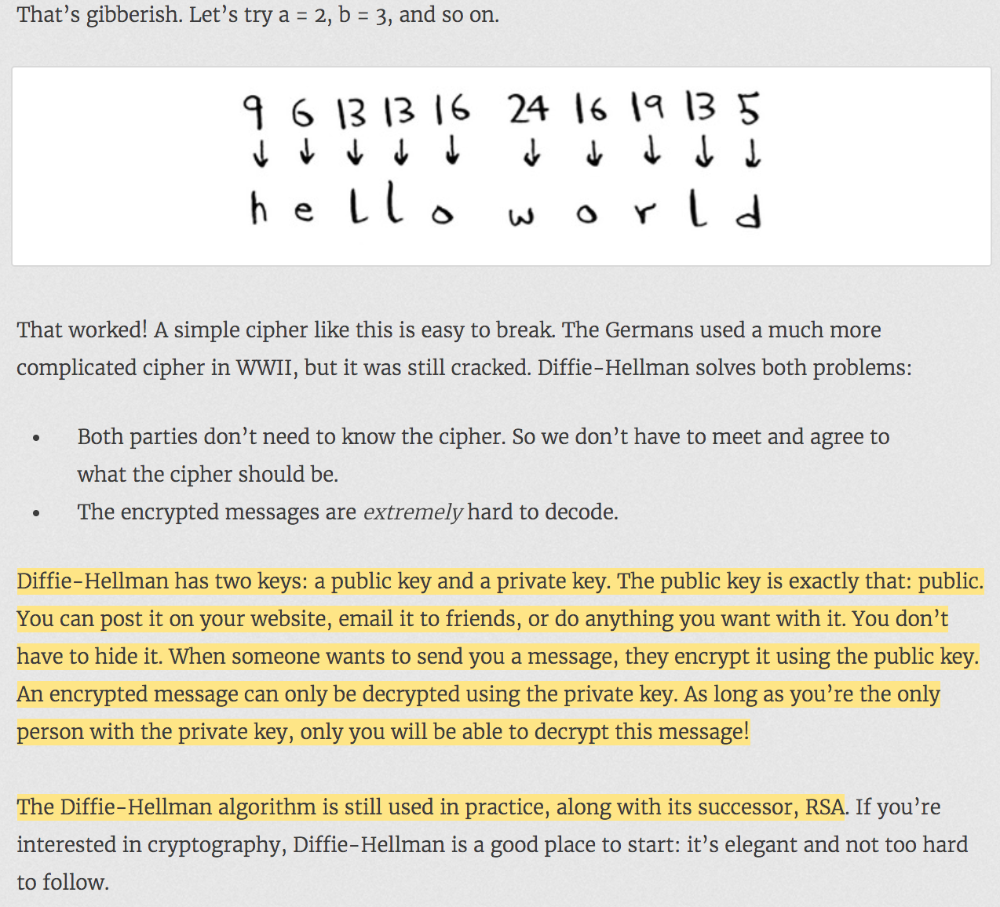 That’s gibberish. Let’s try a = 2, b = 3, and so on.
9 6 13 13 16 24 16 19 13 5
↓ ↓ ↓ ↓ ↓ ↓ ↓ ↓ ↓ ↓
h e l l o w o r l d
That worked! A simple cipher like this is easy to break. The Germans used a much more
complicated cipher in WWII, but it was still cracked. Diffie-Hellman solves both problems:
• Both parties don’t need to know the cipher. So we don’t have to meet and agree to
what the cipher should be.
• The encrypted messages are extremely hard to decode.
Diffie-Hellman has two keys: a public key and a private key. The public key is exactly that: public.
You can post it on your website, email it to friends, or do anything you want with it. You don’t
have to hide it. When someone wants to send you a message, they encrypt it using the public key.
An encrypted message can only be decrypted using the private key. As long as you’re the only
person with the private key, only you will be able to decrypt this message!
The Diffie-Hellman algorithm is still used in practice, along with its successor, RSA. If you’re
interested in cryptography, Diffie-Hellman is a good place to start: it’s elegant and not too hard
to follow.